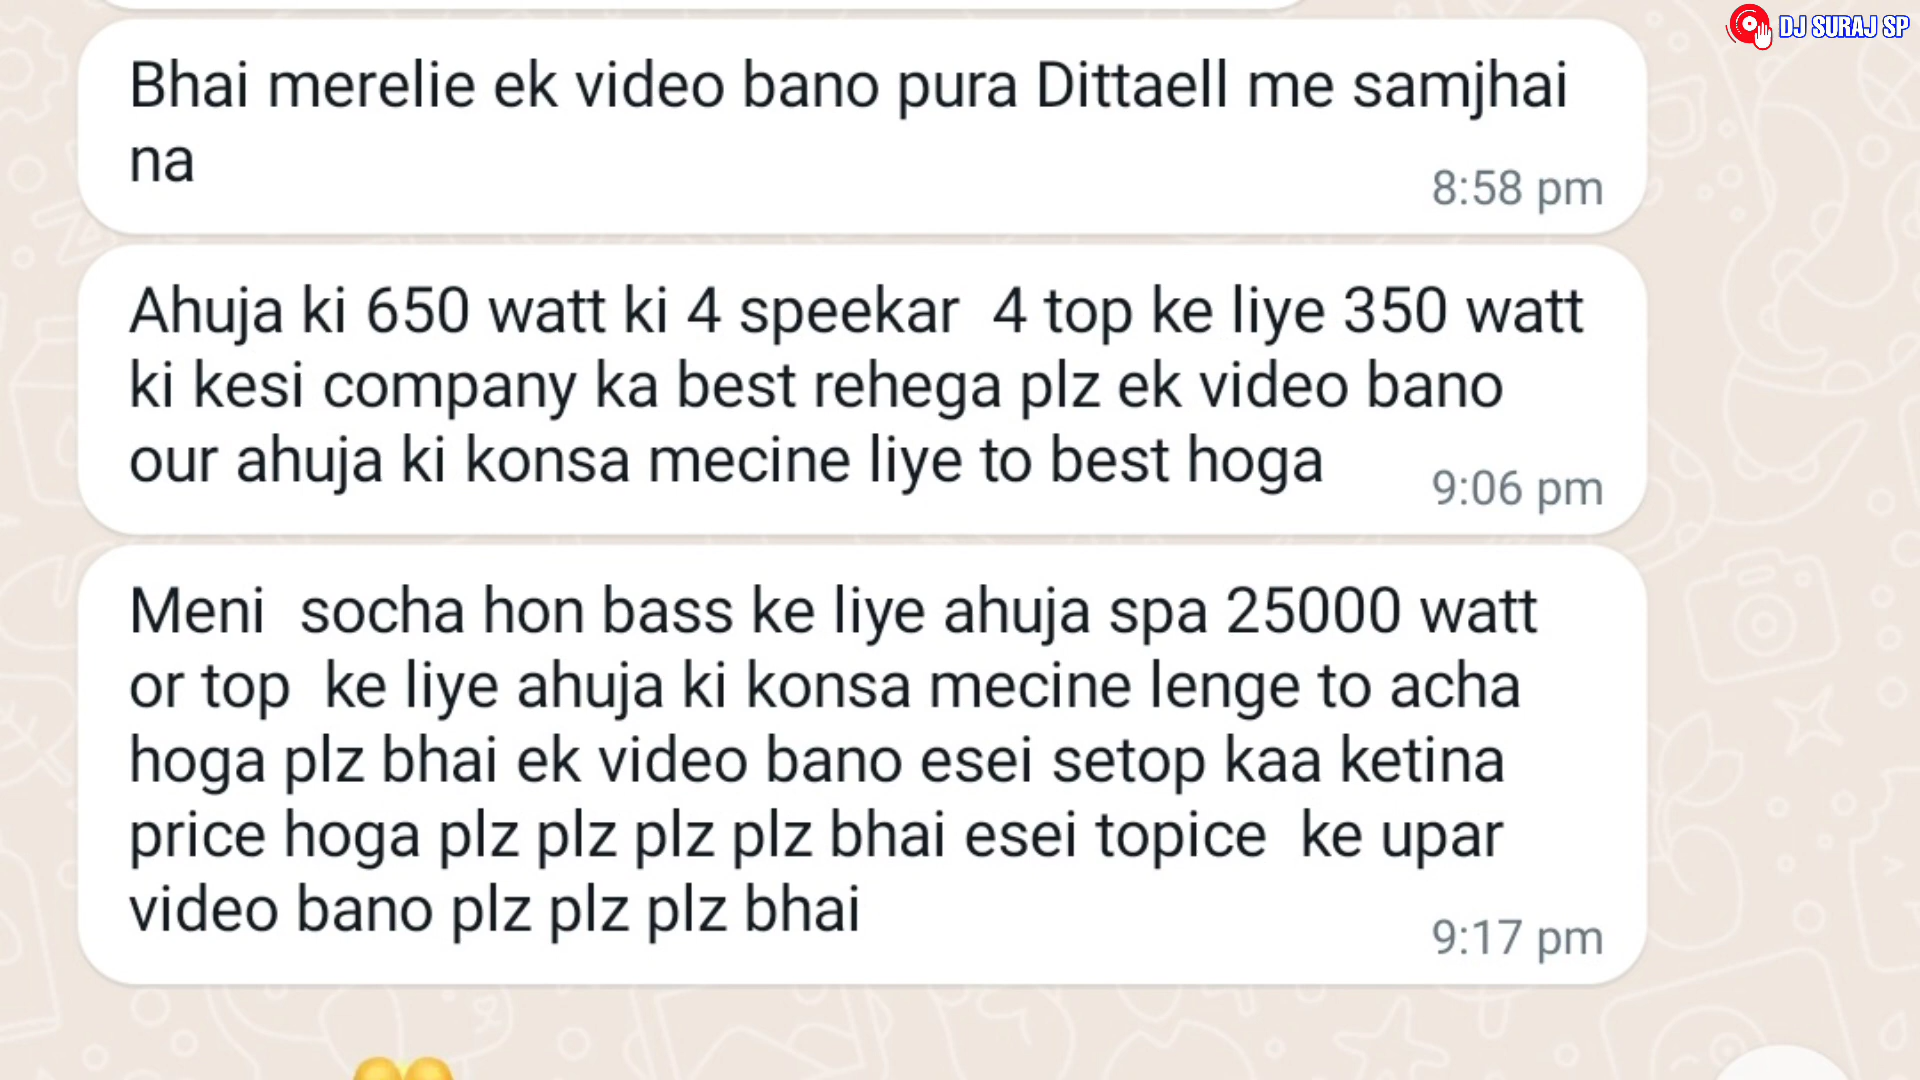 DJ SURAJ SP
Bhai merelie ek video bano pura Dittaell me samjhai
na
8:58 pm
Ahuja ki 650 watt ki 4 speekar 4 top ke liye 350 watt
ki kesi company ka best rehega plz ek video bano
our ahuja ki konsa mecine liye to best hoga
9:06 pm
Meni socha hon bass ke liye ahuja spa 25000 watt
or top ke liye ahuja ki konsa mecine lenge to acha
hoga plz bhai ek video bano esei setop kaa ketina
price hoga plz plz plz plz bhai esei topice ke upar
video bano plz plz plz bhai
9:17 pm